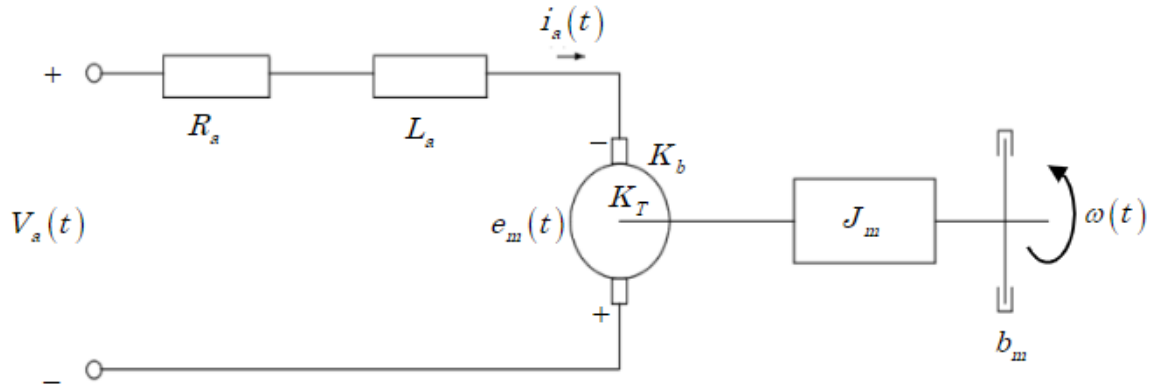 i_a(t)
+
R_a
L_a
−
K_b
K_T
V_a(t)
e_m(t)
J_m
ω(t)
+
b_m
−